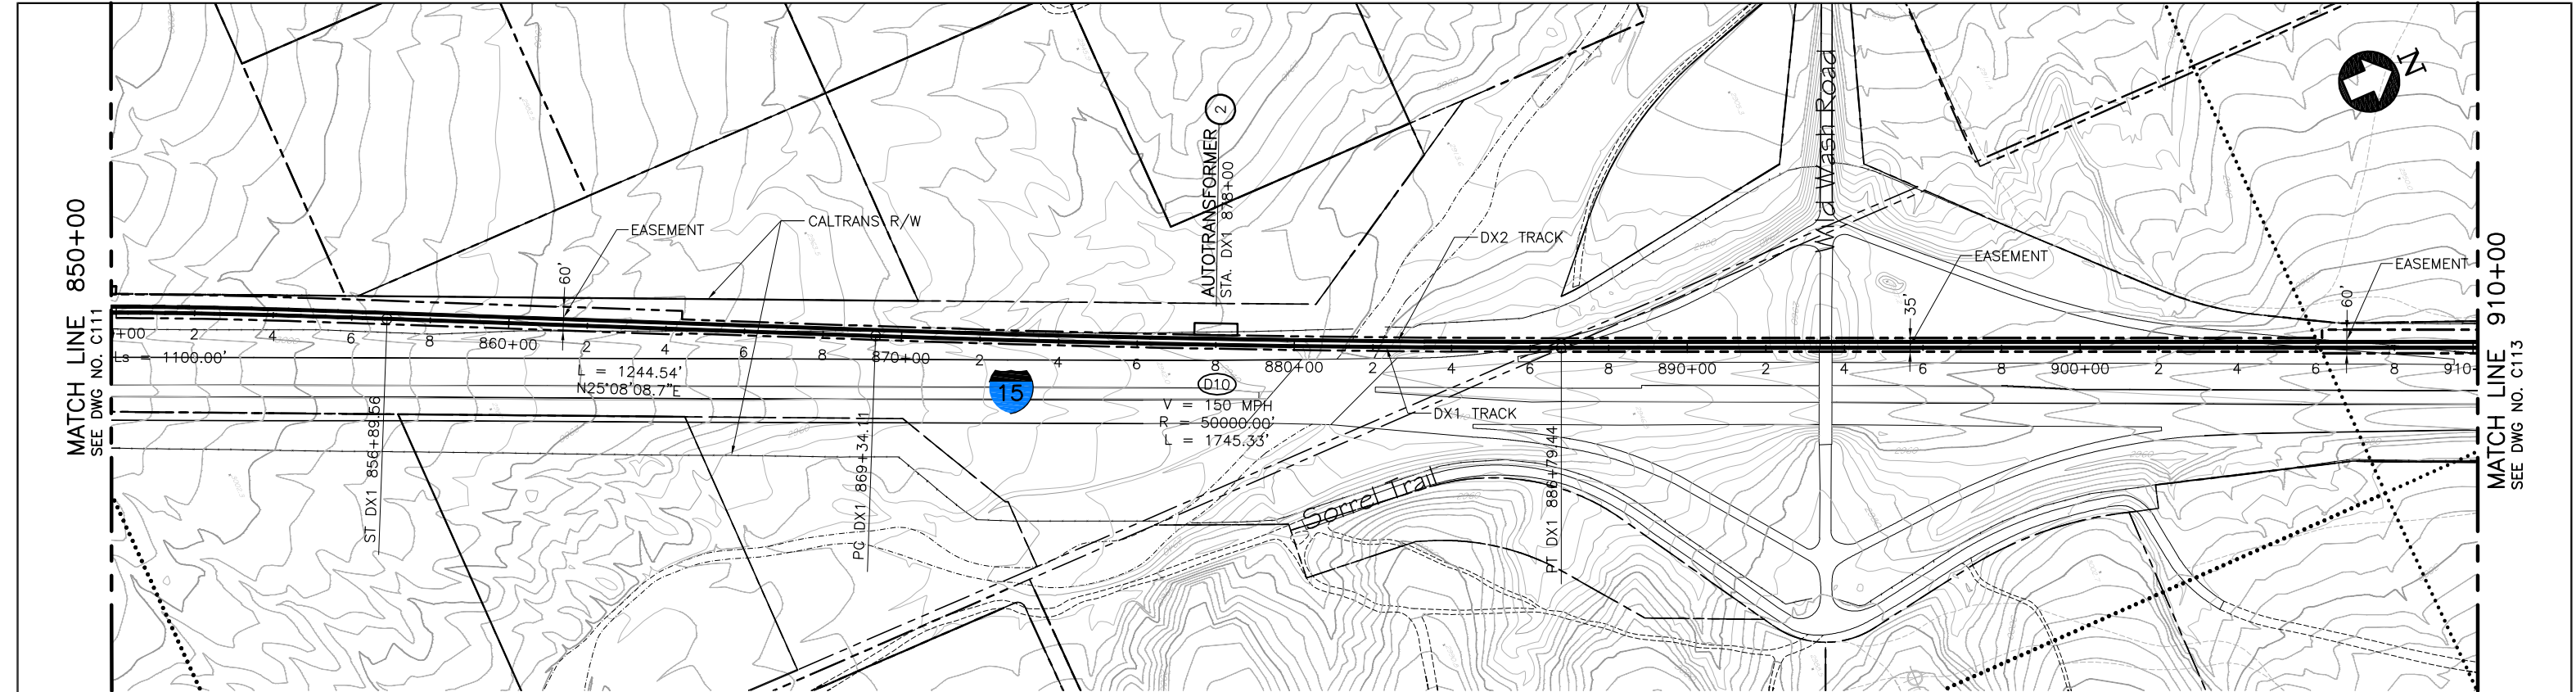 MATCH LINE 850+00
SEE DWG NO. C111
EASEMENT
60'
CALTRANS R/W
AUTOTRANSFORMER 2
STA. DX1 878+00
DX2 TRACK
Wild Wash Road
EASEMENT
35'
EASEMENT
60'
N
MATCH LINE 910+00
SEE DWG NO. C113
+00 2 4 6 8 860+00 2 4 6 8 870+00 2 4 6 8 880+00 2 4 6 8 890+00 2 4 6 8 900+00 2 4 6 8 910+
Ls = 1100.00'
L = 1244.54'
N25°08'08.7"E
15
D10
V = 150 MPH
R = 50000.00'
L = 1745.33'
DX1 TRACK
ST DX1 856+89.56
PC DX1 869+34.11
PT DX1 886+79.44
Sorrel Trail